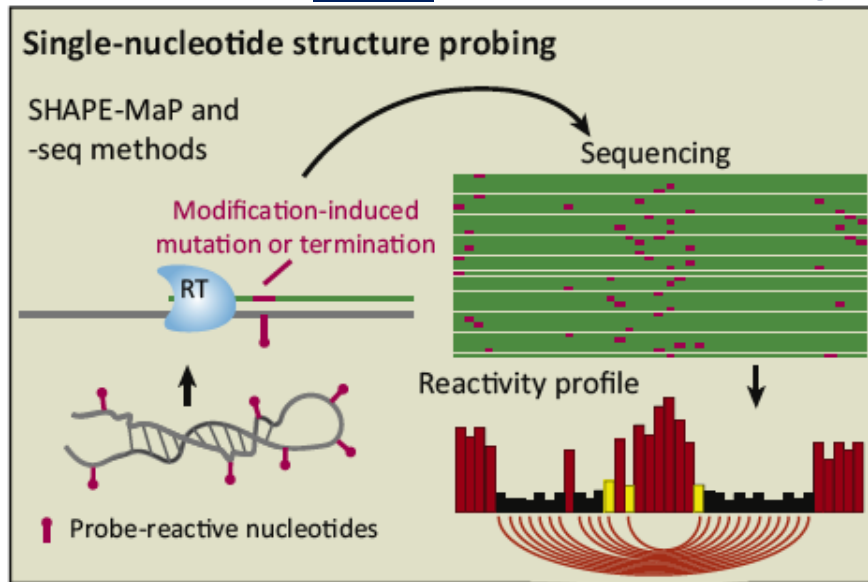 Single-nucleotide structure probing
SHAPE-MaP and
-seq methods
Sequencing
Modification-induced
mutation or termination
RT
Reactivity profile
Probe-reactive nucleotides